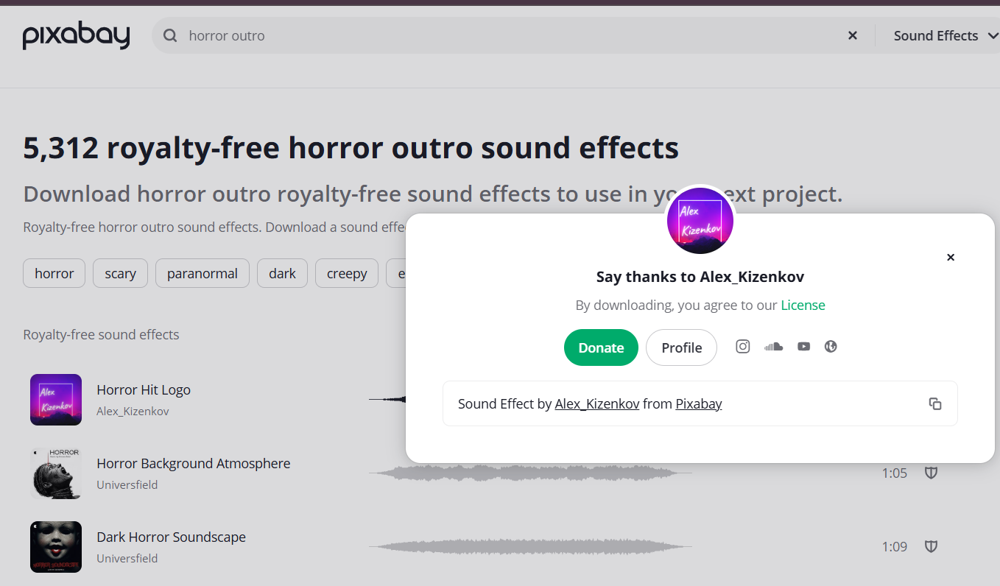 pixabay
horror outro
Sound Effects
5,312 royalty-free horror outro sound effects
Download horror outro royalty-free sound effects to use in yo ext project.
Royalty-free horror outro sound effects. Download a sound effe
horror
scary
paranormal
dark
creepy
e
Alex
Kizenkov
Say thanks to Alex_Kizenkov
By downloading, you agree to our License
Donate
Profile
Sound Effect by Alex_Kizenkov from Pixabay
Royalty-free sound effects
Alex
Kizenkov
Horror Hit Logo
Alex_Kizenkov
HORROR
Horror Background Atmosphere
Universfield
1:05
Dark Horror Soundscape
Universfield
1:09